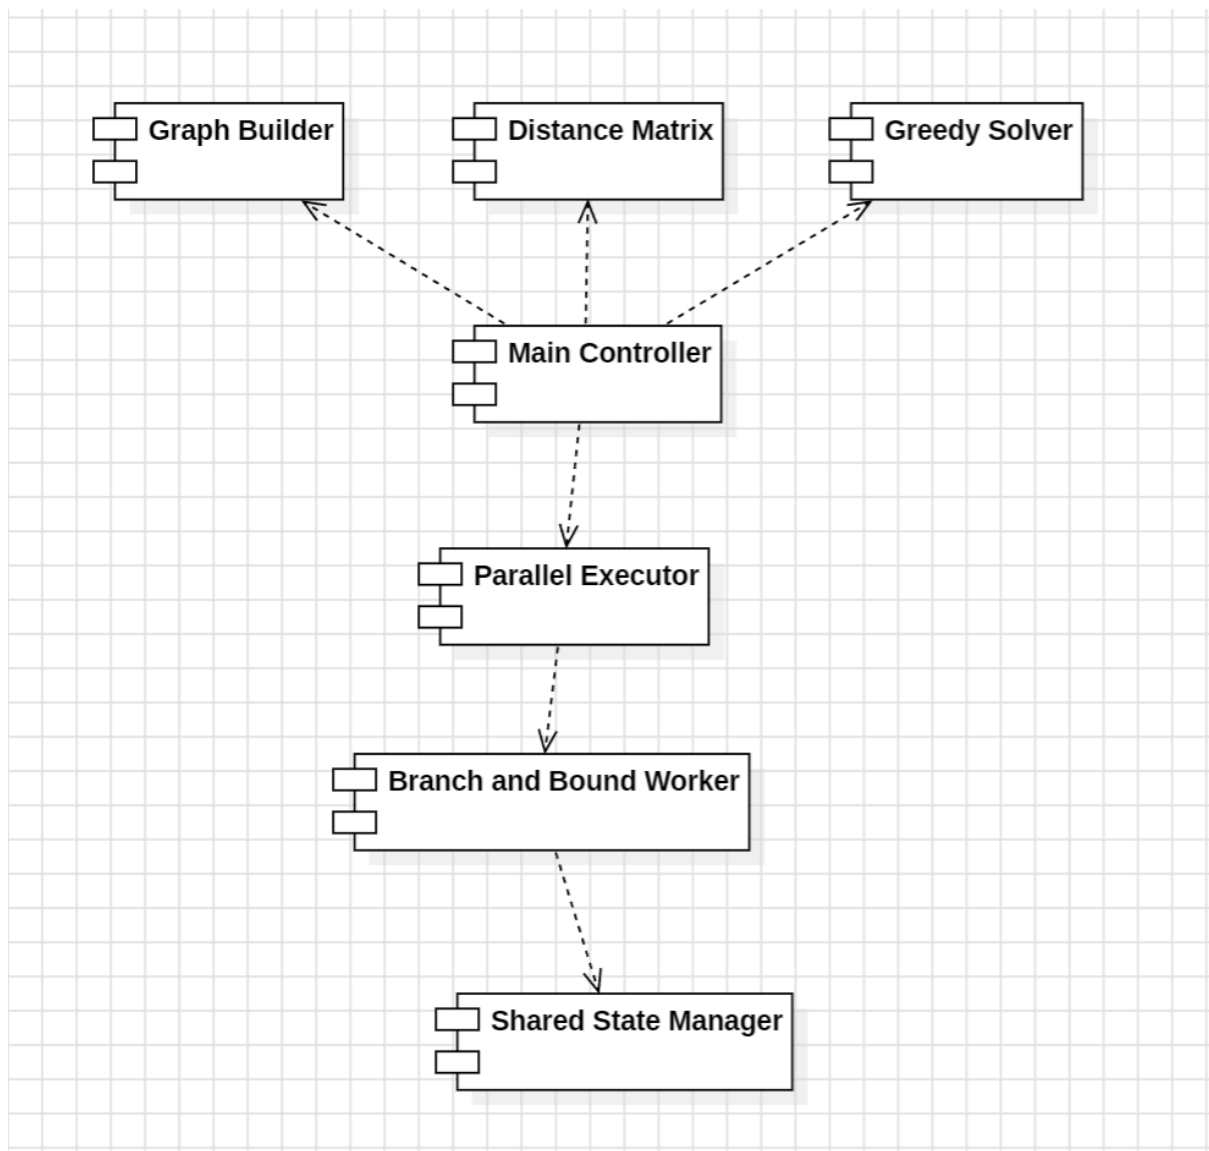 Graph Builder
Distance Matrix
Greedy Solver
Main Controller
Parallel Executor
Branch and Bound Worker
Shared State Manager